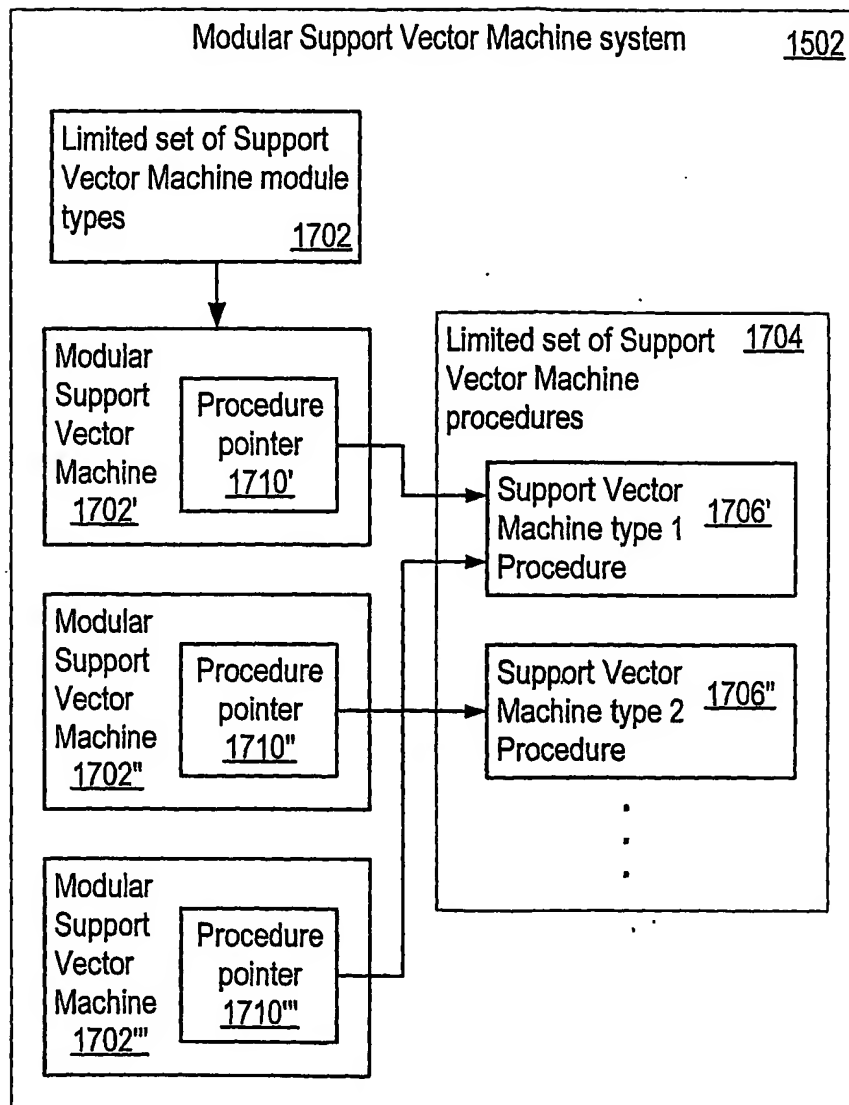 Modular Support Vector Machine system
1502
Limited set of Support
Vector Machine module
types
1702
Modular
Support
Vector
Machine
1702'
Procedure
pointer
1710'
Limited set of Support
Vector Machine
procedures
1704
Support Vector
Machine type 1
Procedure
1706'
Modular
Support
Vector
Machine
1702"
Procedure
pointer
1710"
Support Vector
Machine type 2
Procedure
1706"
Modular
Support
Vector
Machine
1702'"
Procedure
pointer
1710'"